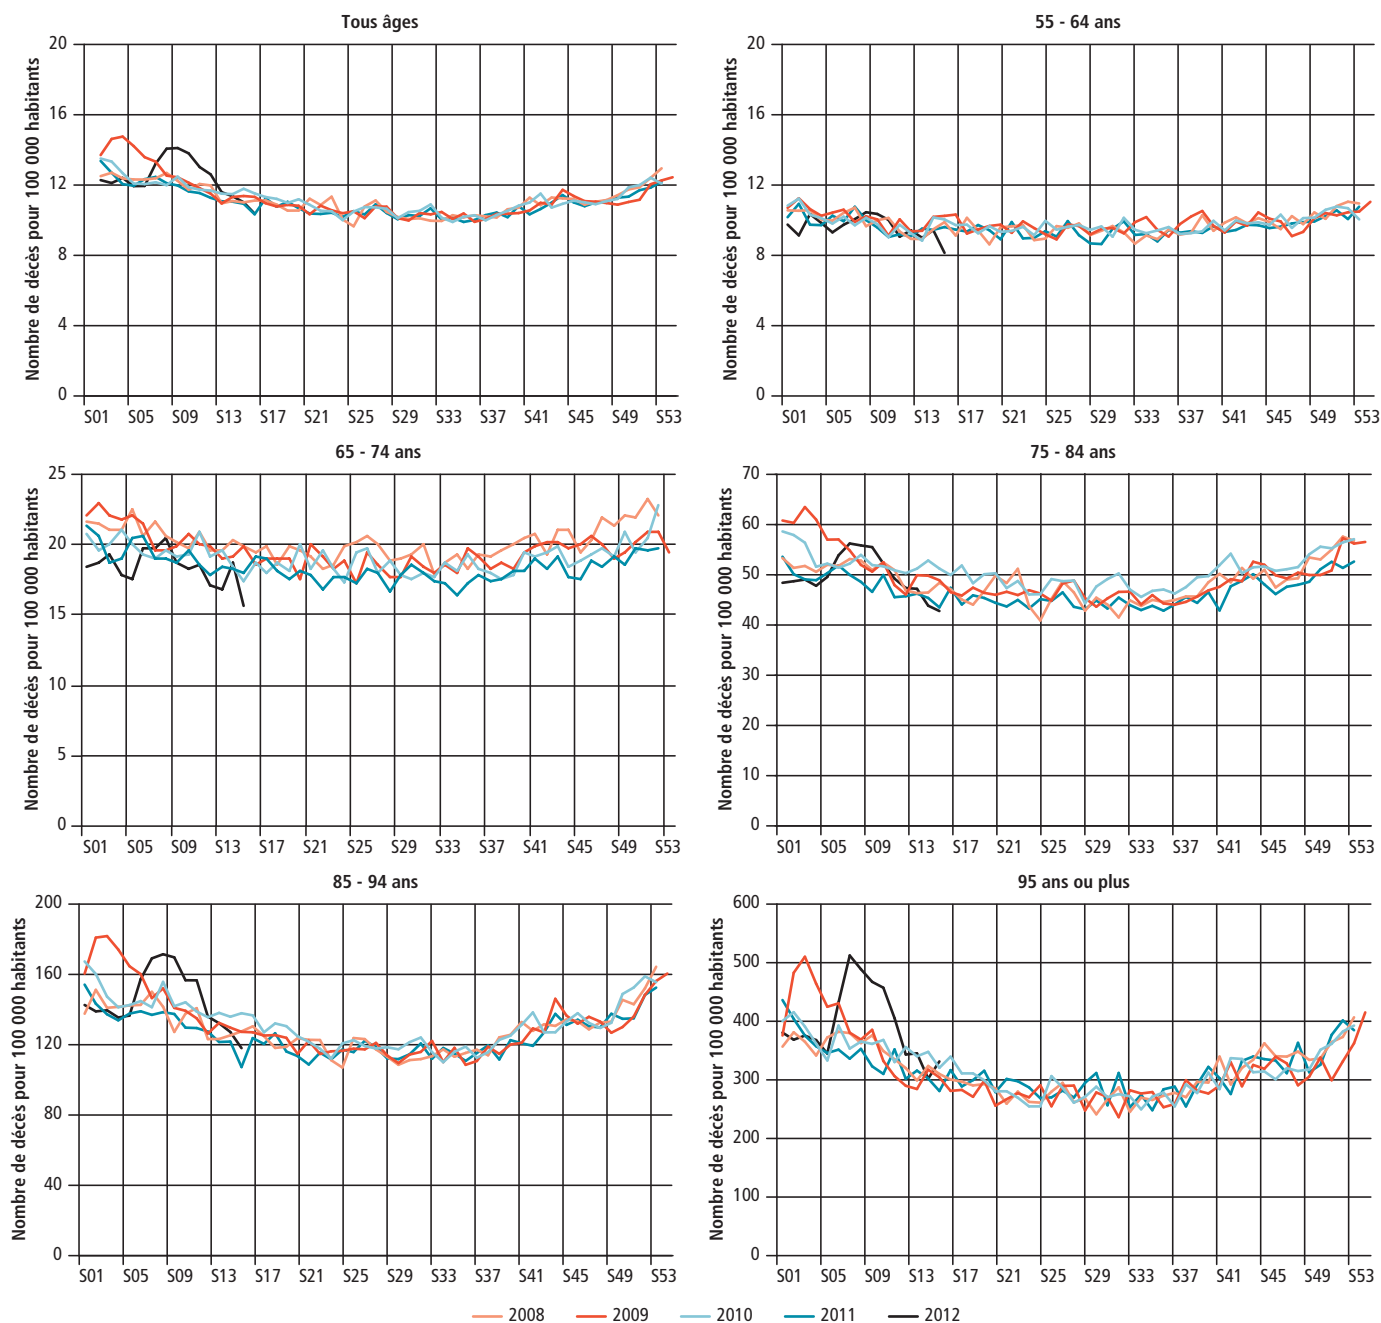 Tous âges
Nombre de décès pour 100 000 habitants
20
16
12
8
4
0
S01 S05 S09 S13 S17 S21 S25 S29 S33 S37 S41 S45 S49 S53
55 - 64 ans
Nombre de décès pour 100 000 habitants
20
16
12
8
4
0
S01 S05 S09 S13 S17 S21 S25 S29 S33 S37 S41 S45 S49 S53
65 - 74 ans
Nombre de décès pour 100 000 habitants
25
20
15
10
5
0
S01 S05 S09 S13 S17 S21 S25 S29 S33 S37 S41 S45 S49 S53
75 - 84 ans
Nombre de décès pour 100 000 habitants
70
60
50
40
30
20
10
0
S01 S05 S09 S13 S17 S21 S25 S29 S33 S37 S41 S45 S49 S53
85 - 94 ans
Nombre de décès pour 100 000 habitants
200
160
120
80
40
0
S01 S05 S09 S13 S17 S21 S25 S29 S33 S37 S41 S45 S49 S53
95 ans ou plus
Nombre de décès pour 100 000 habitants
600
500
400
300
200
100
0
S01 S05 S09 S13 S17 S21 S25 S29 S33 S37 S41 S45 S49 S53
2008 2009 2010 2011 2012